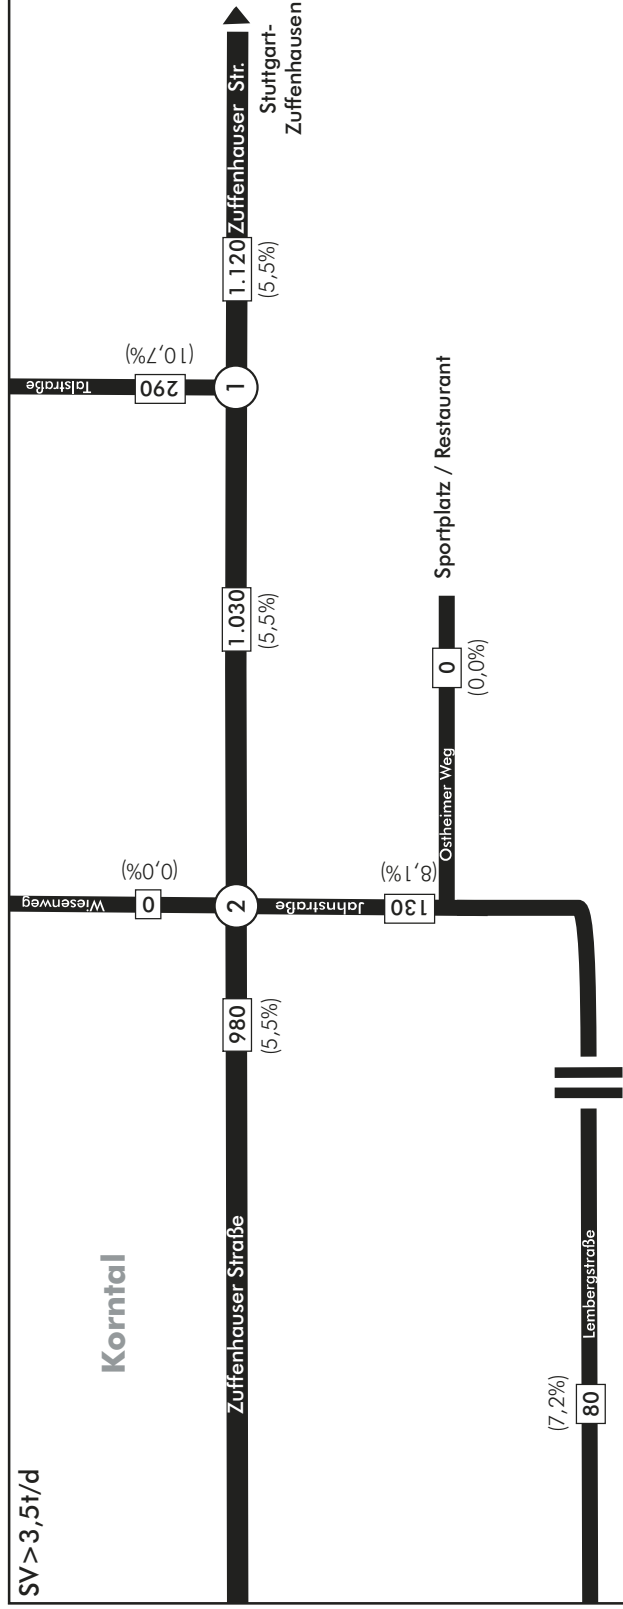 SV>3,5t/d
Korntal
Talstraße
290
(10,7%)
Wiesenweg
0
(0,0%)
Zuffenhauser Straße
980
(5,5%)
2
1.030
(5,5%)
1
1.120
(5,5%)
Zuffenhauser Str.
Stuttgart-
Zuffenhausen
Jahnstraße
130
(8,1%)
Ostheimer Weg
0
(0,0%)
Sportplatz / Restaurant
(7,2%)
80
Lembergstraße